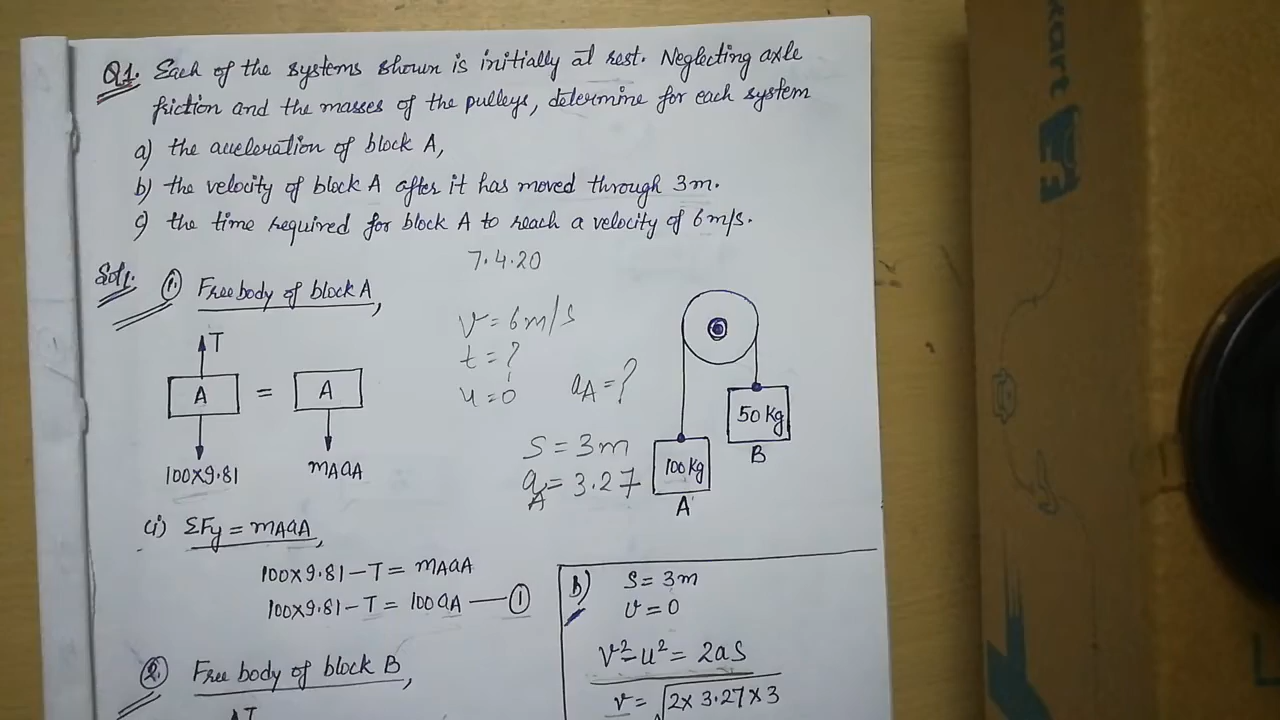 Q1. Each of the systems shown is initially at rest. Neglecting axle
friction and the masses of the pulleys, determine for each system
a) the acceleration of block A,
b) the velocity of block A after it has moved through 3m.
c) the time required for block A to reach a velocity of 6m/s.
7.4.20
Sol1. ① Free body of block A,
T
A = A
100×9.81 mAaA
V = 6m/s
t = ?
u = 0
aA = ?
S = 3m
aA = 3.27
50 kg
B
100 kg
A
(i) ΣFy = mAaA,
100×9.81 – T = mAaA
100×9.81 – T = 100aA — ①
② Free body of block B,
T
B) S = 3m
U = 0
V² – u² = 2as
v = √2×3.27×3